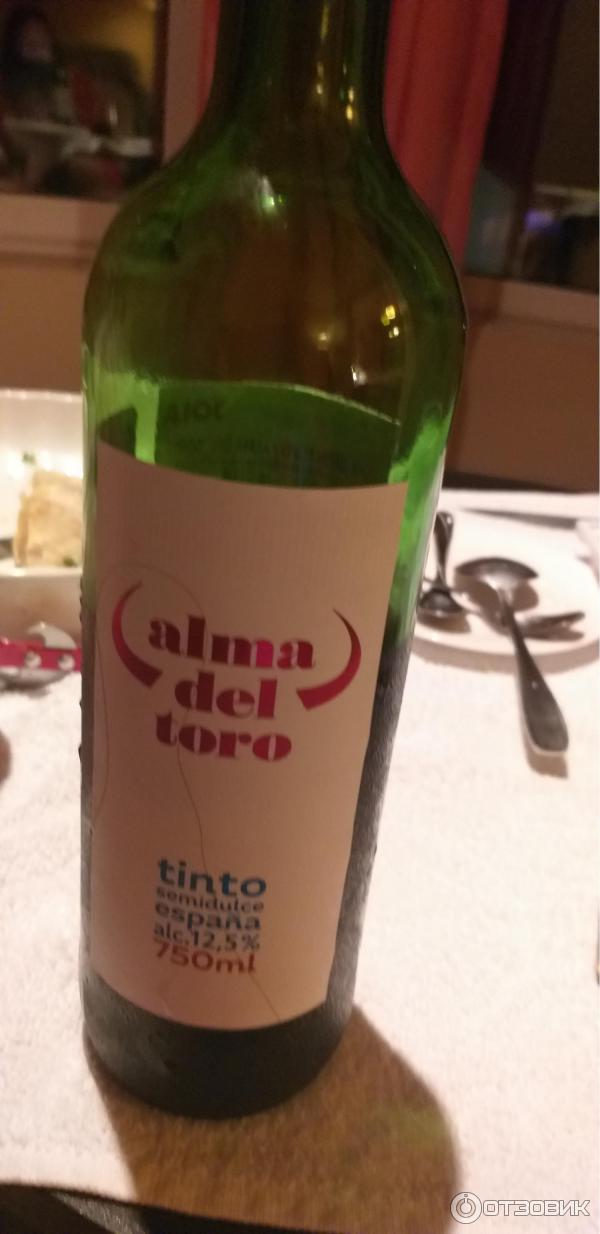 alma
del
toro
tinto
semidulce
españa
alc.12,5%
750ml
ОТЗОВИК